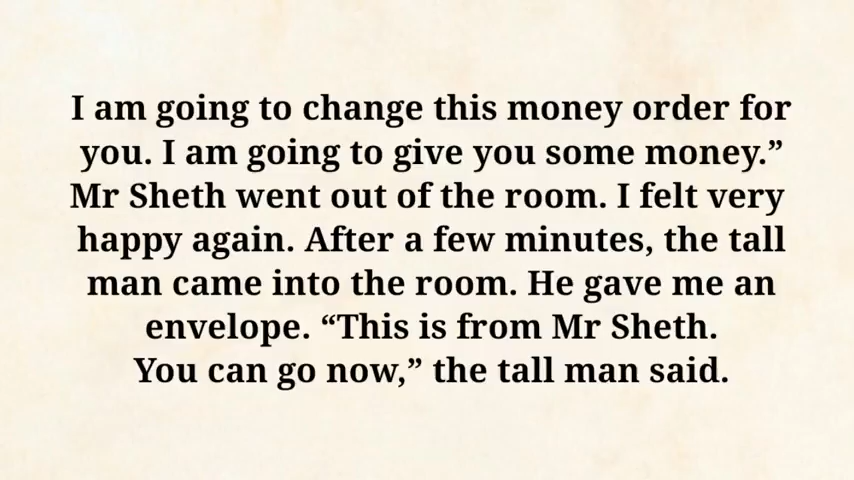 I am going to change this money order for
you. I am going to give you some money.”
Mr Sheth went out of the room. I felt very
happy again. After a few minutes, the tall
man came into the room. He gave me an
envelope. “This is from Mr Sheth.
You can go now,” the tall man said.